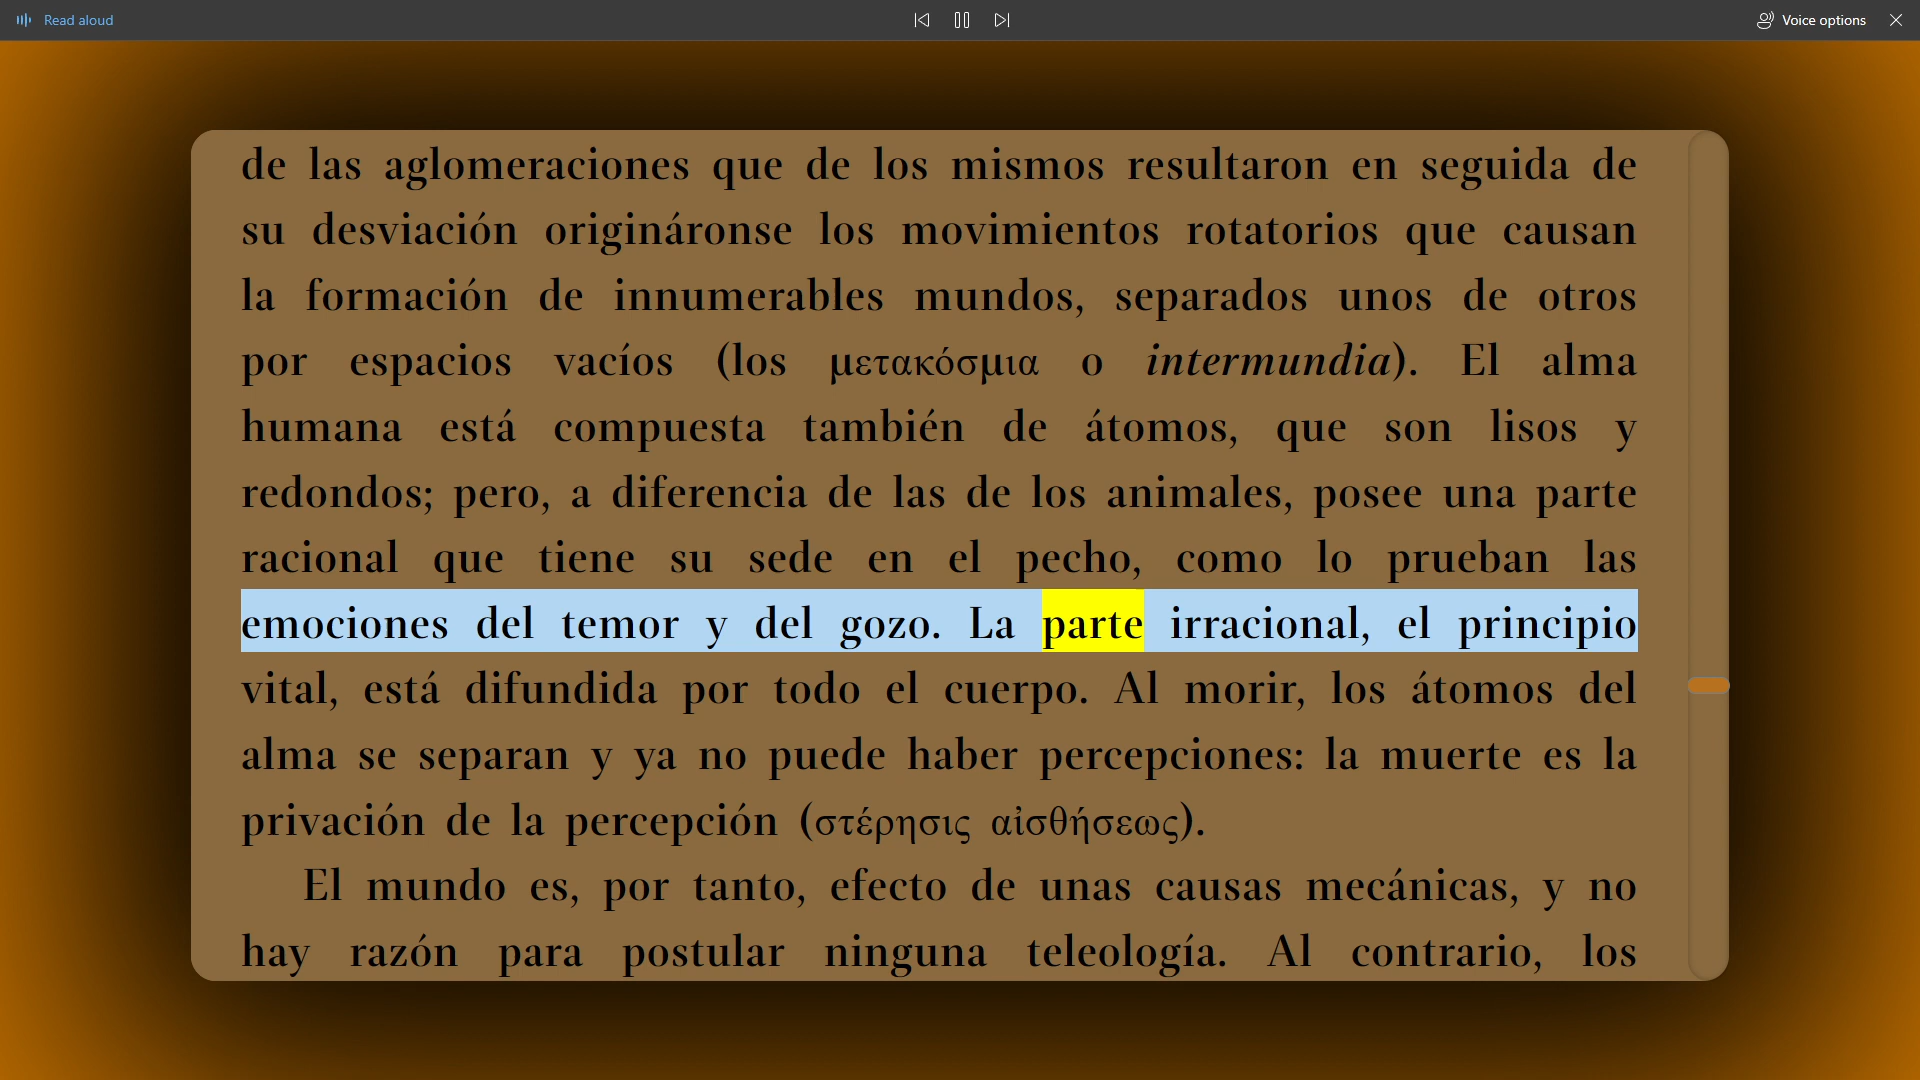 Read aloud
Voice options
de las aglomeraciones que de los mismos resultaron en seguida de
su desviación origináronse los movimientos rotatorios que causan
la formación de innumerables mundos, separados unos de otros
por espacios vacíos (los μετακόσμια o intermundia). El alma
humana está compuesta también de átomos, que son lisos y
redondos; pero, a diferencia de las de los animales, posee una parte
racional que tiene su sede en el pecho, como lo prueban las
emociones del temor y del gozo. La parte irracional, el principio
vital, está difundida por todo el cuerpo. Al morir, los átomos del
alma se separan y ya no puede haber percepciones: la muerte es la
privación de la percepción (στέρησις αἰσθήσεως).
El mundo es, por tanto, efecto de unas causas mecánicas, y no
hay razón para postular ninguna teleología. Al contrario, los